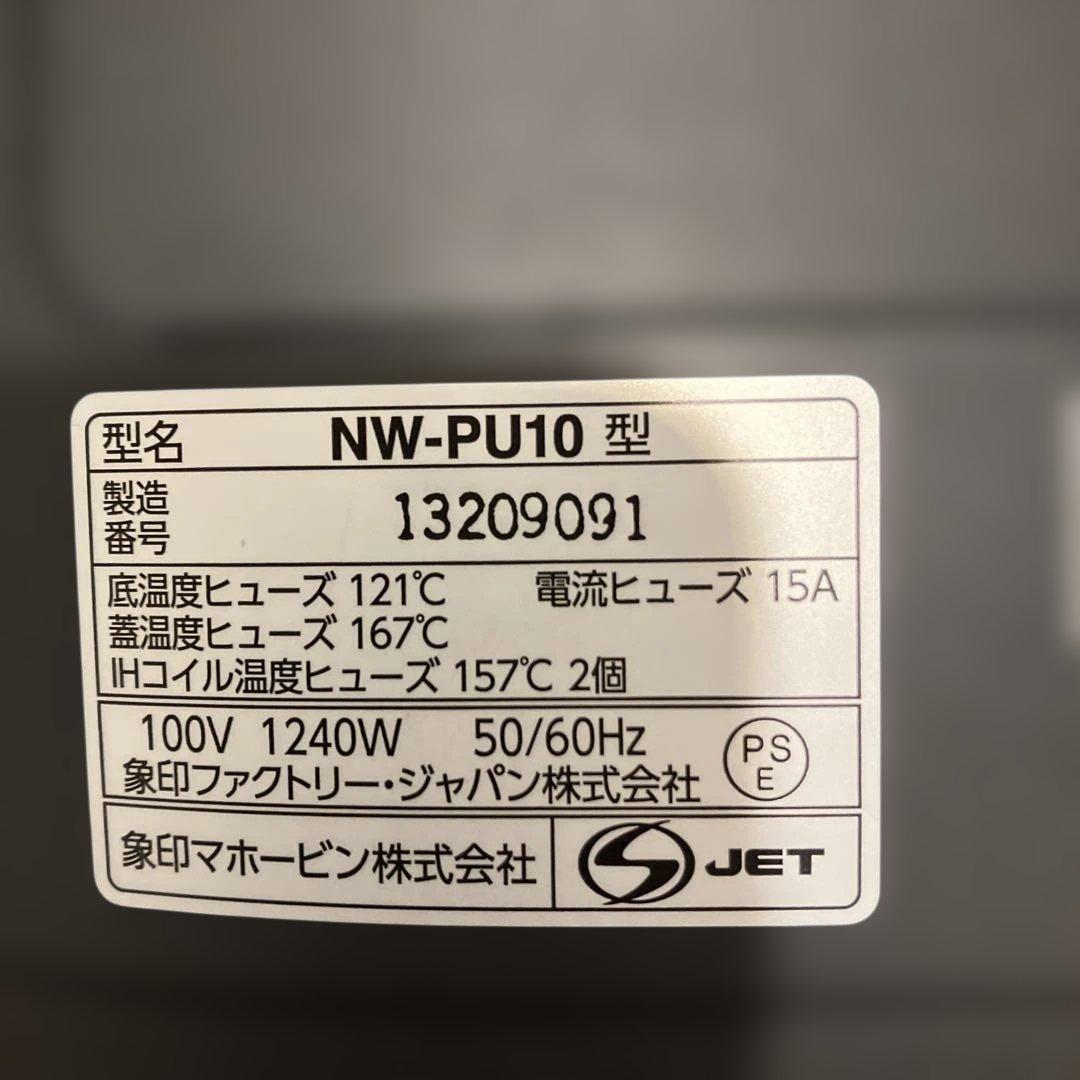 型名 NW-PU10 型
製造番号 13209091
底温度ヒューズ 121℃ 電流ヒューズ 15A
蓋温度ヒューズ 167℃
IHコイル温度ヒューズ 157℃ 2個
100V 1240W 50/60Hz
象印ファクトリー・ジャパン株式会社 PSE
象印マホービン株式会社 JET